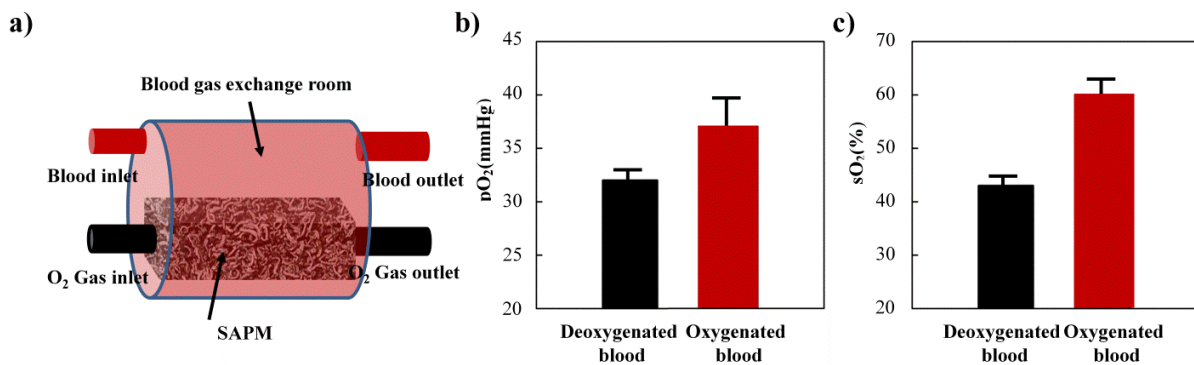 a)
Blood gas exchange room
Blood inlet
Blood outlet
O₂ Gas inlet
O₂ Gas outlet
SAPM
b)
pO₂(mmHg)
45
40
35
30
25
20
Deoxygenated
blood
Oxygenated
blood
c)
sO₂(%)
70
60
50
40
30
20
Deoxygenated
blood
Oxygenated
blood